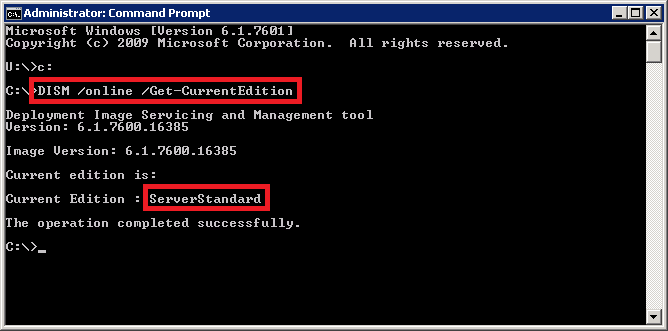 Administrator: Command Prompt
Microsoft Windows [Version 6.1.7601]
Copyright (c) 2009 Microsoft Corporation.  All rights reserved.
U:\>c:
C:\>DISM /online /Get-CurrentEdition
Deployment Image Servicing and Management tool
Version: 6.1.7600.16385
Image Version: 6.1.7600.16385
Current edition is:
Current Edition : ServerStandard
The operation completed successfully.
C:\>_